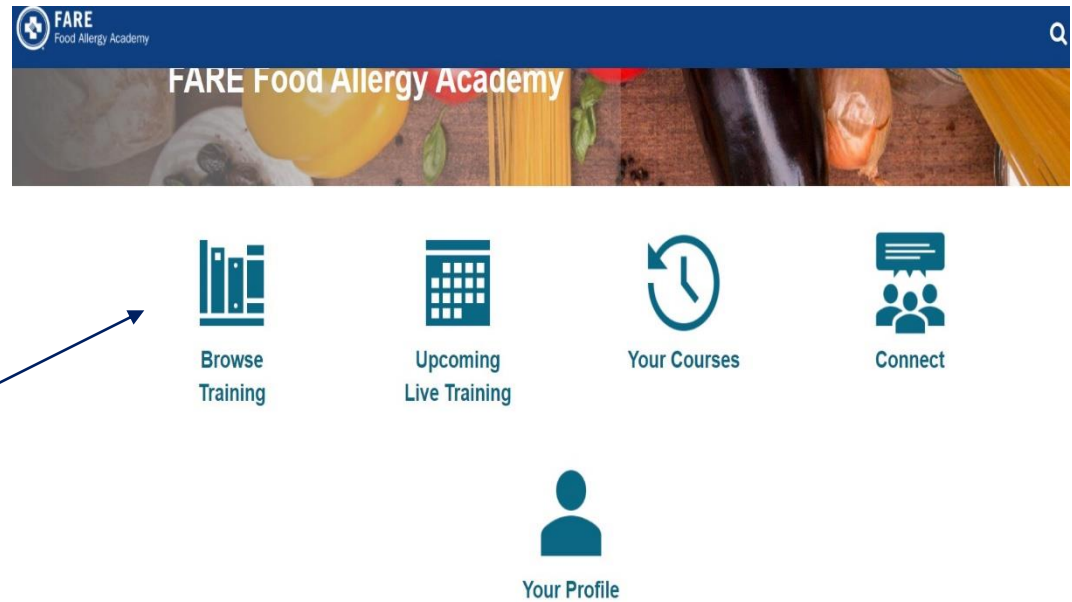 FARE
Food Allergy Academy
FARE Food Allergy Academy
Browse
Training
Upcoming
Live Training
Your Courses
Connect
Your Profile